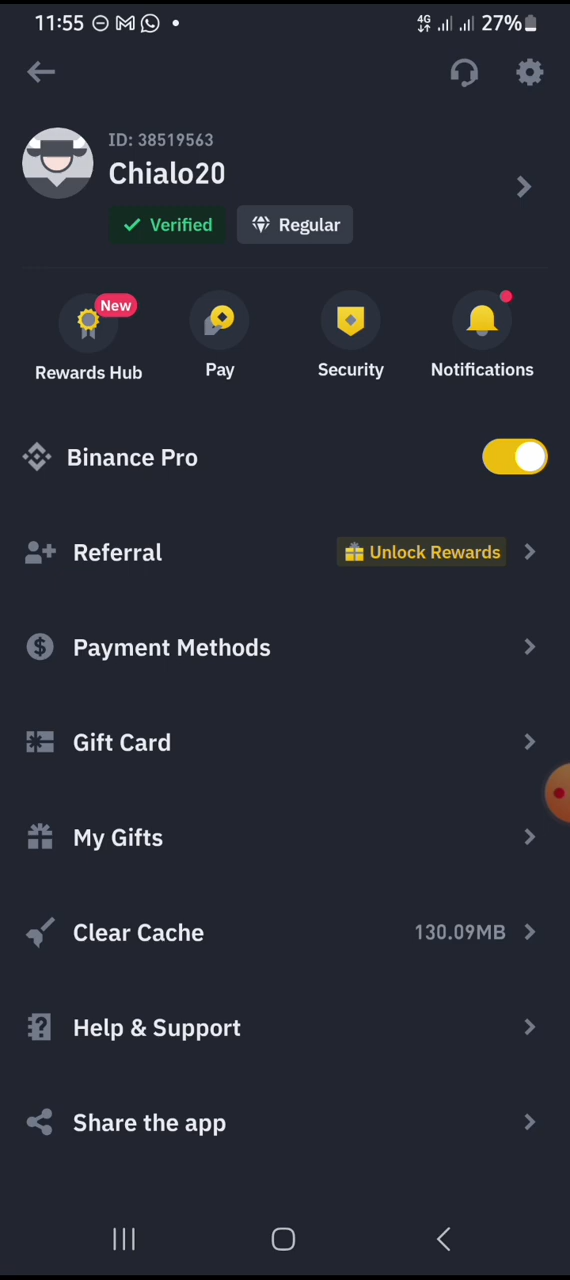 11:55 4G 27%
ID: 38519563
Chialo20
Verified Regular
New
Rewards Hub Pay Security Notifications
Binance Pro
Referral Unlock Rewards
Payment Methods
Gift Card
My Gifts
Clear Cache 130.09MB
Help & Support
Share the app